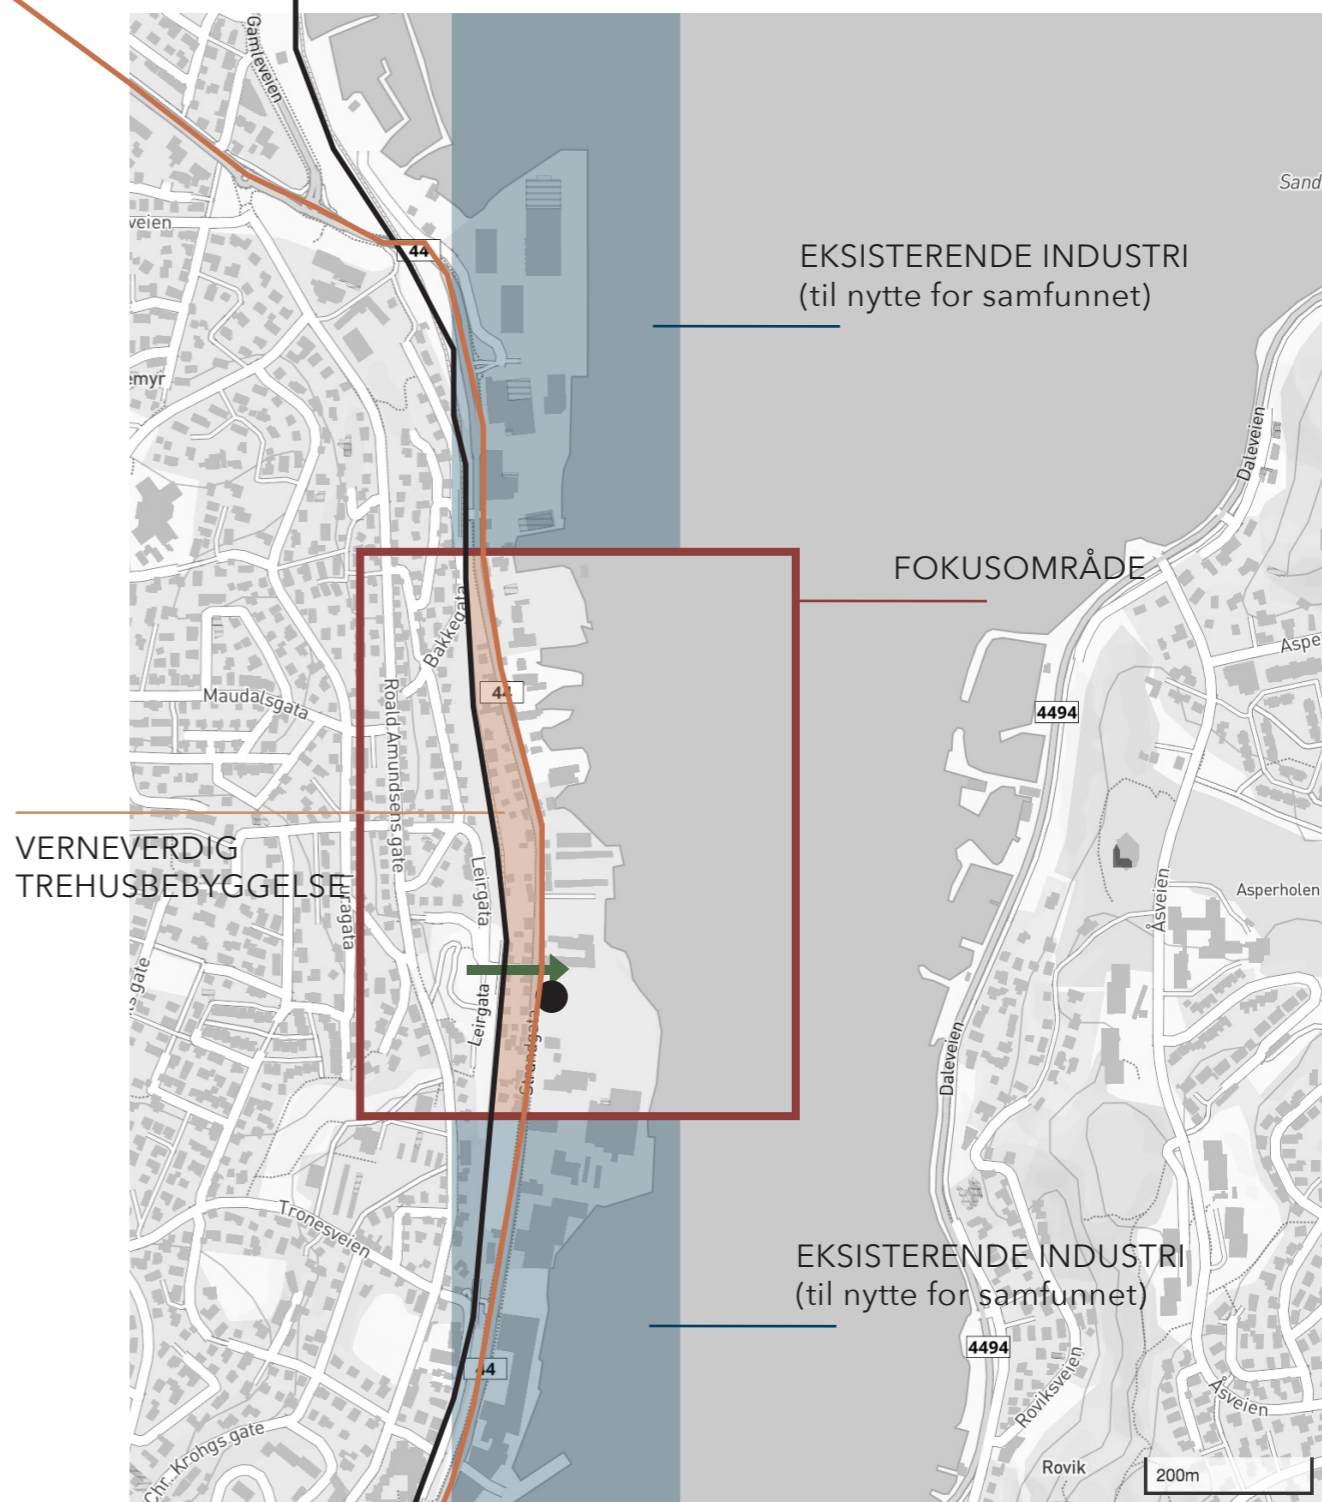 Gamleveien
Sand
veien
44
EKSISTERENDE INDUSTRI
(til nytte for samfunnet)
emyr
Daleveien
FOKUSOMRÅDE
Bakkegata
Aspe
Maudalsgata
44
Roald Amundsens gate
4494
VERNEVERDIG
TREHUSBEBYGGELSE
Leirgata
Asperholen
Åsveien
Leirgata
Strandgata
Daleveien
s gate
Tronesveien
EKSISTERENDE INDUSTRI
(til nytte for samfunnet)
4494
44
Roviksveien
Åsveien
Chr. Krohgs gate
Rovik
200m